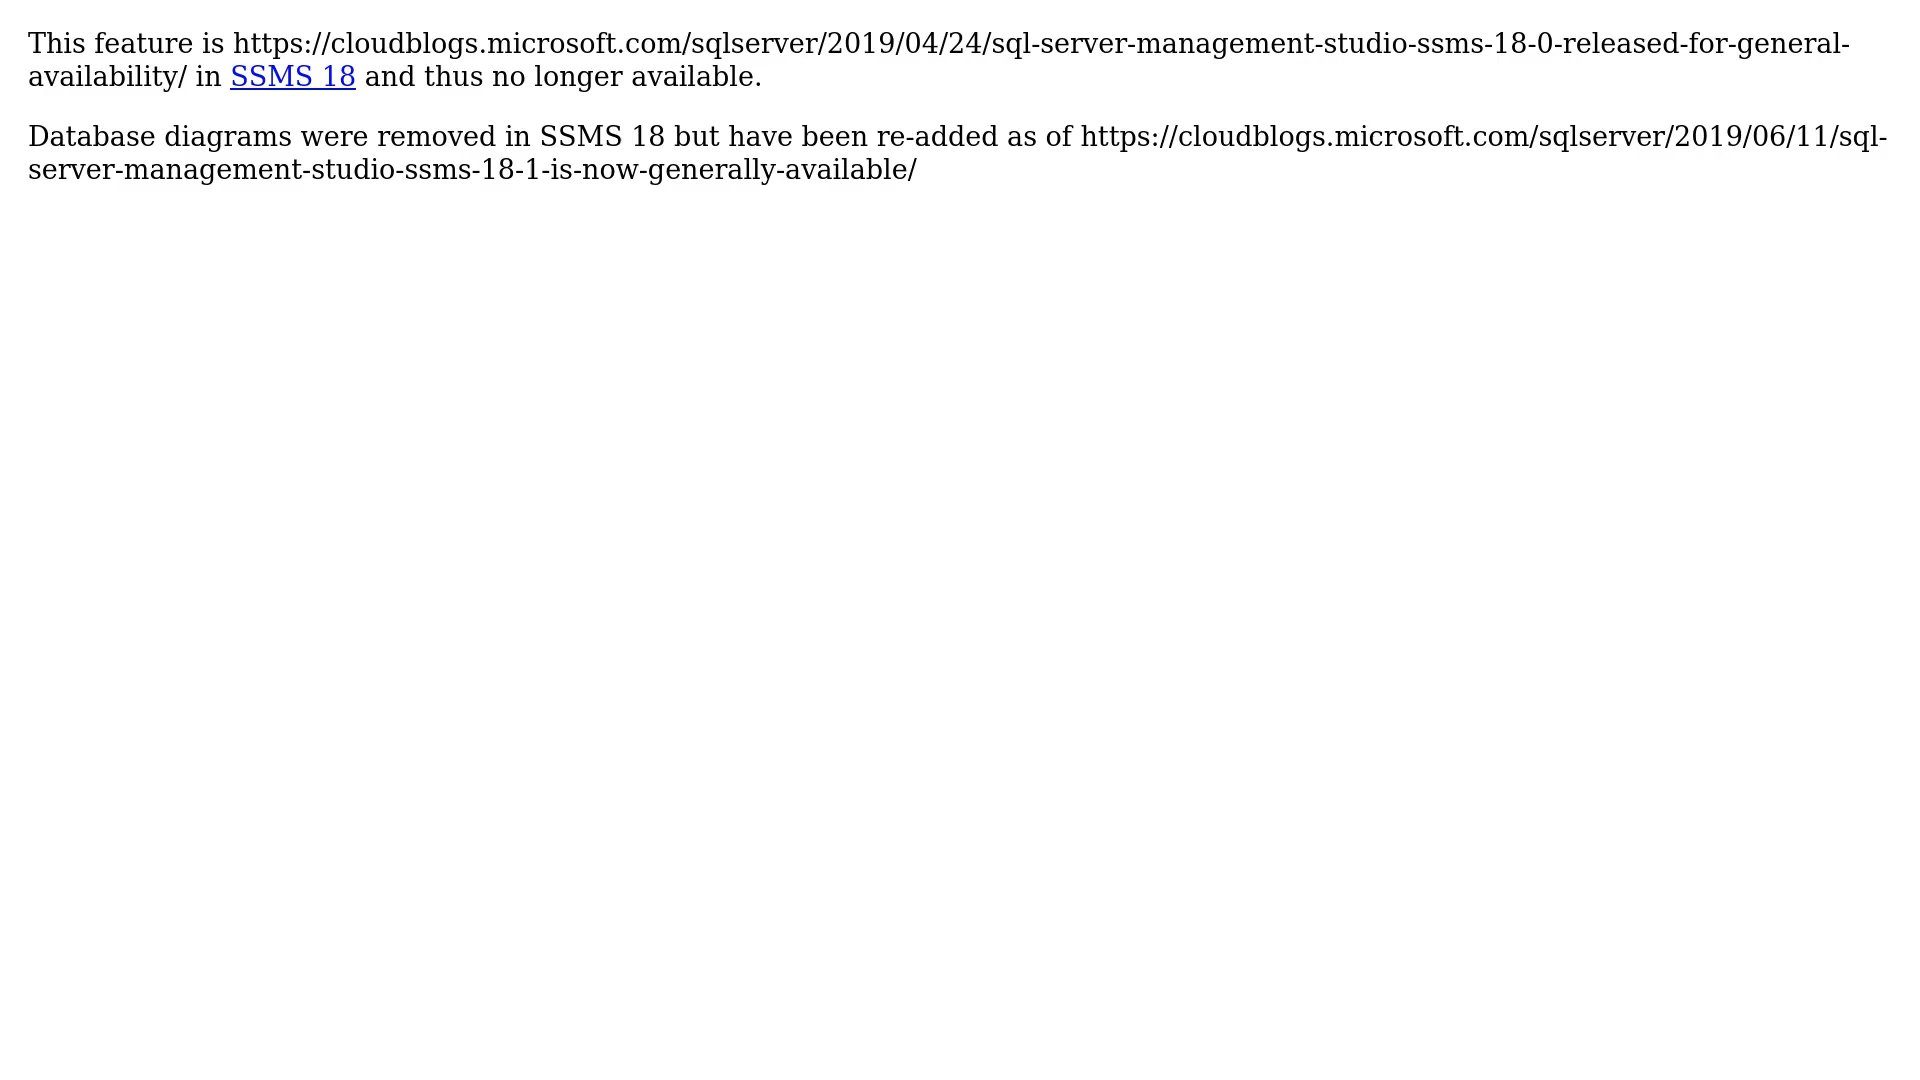 This feature is https://cloudblogs.microsoft.com/sqlserver/2019/04/24/sql-server-management-studio-ssms-18-0-released-for-general-
availability/ in SSMS 18 and thus no longer available.
Database diagrams were removed in SSMS 18 but have been re-added as of https://cloudblogs.microsoft.com/sqlserver/2019/06/11/sql-
server-management-studio-ssms-18-1-is-now-generally-available/